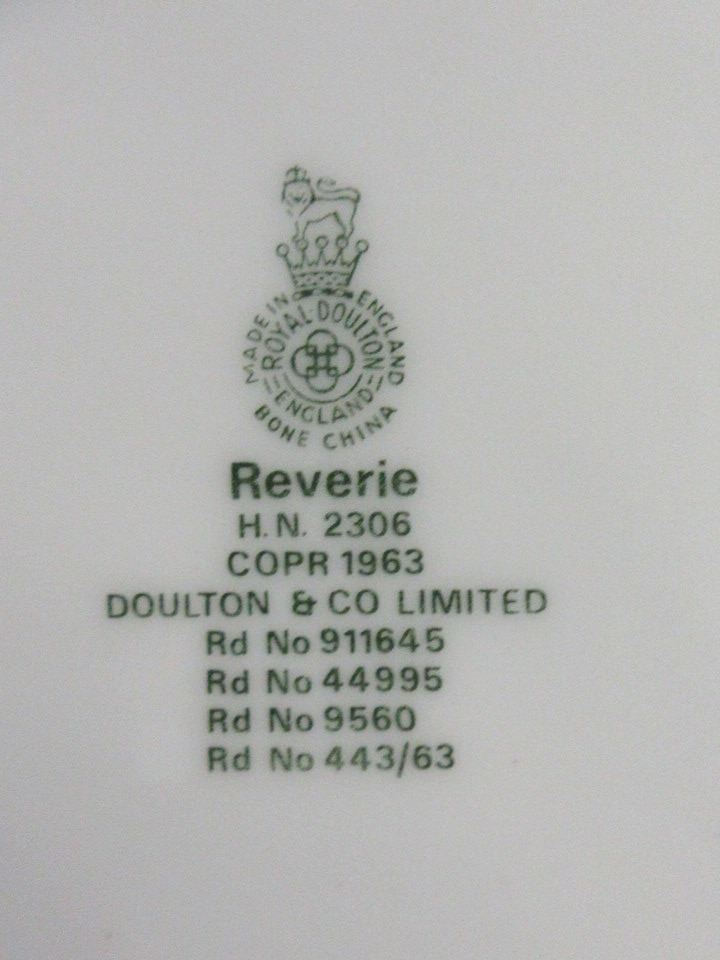 MADE IN ENGLAND
ROYAL DOULTON
ENGLAND
BONE CHINA
Reverie
H.N. 2306
COPR 1963
DOULTON & CO LIMITED
Rd No 911645
Rd No 44995
Rd No 9560
Rd No 443/63